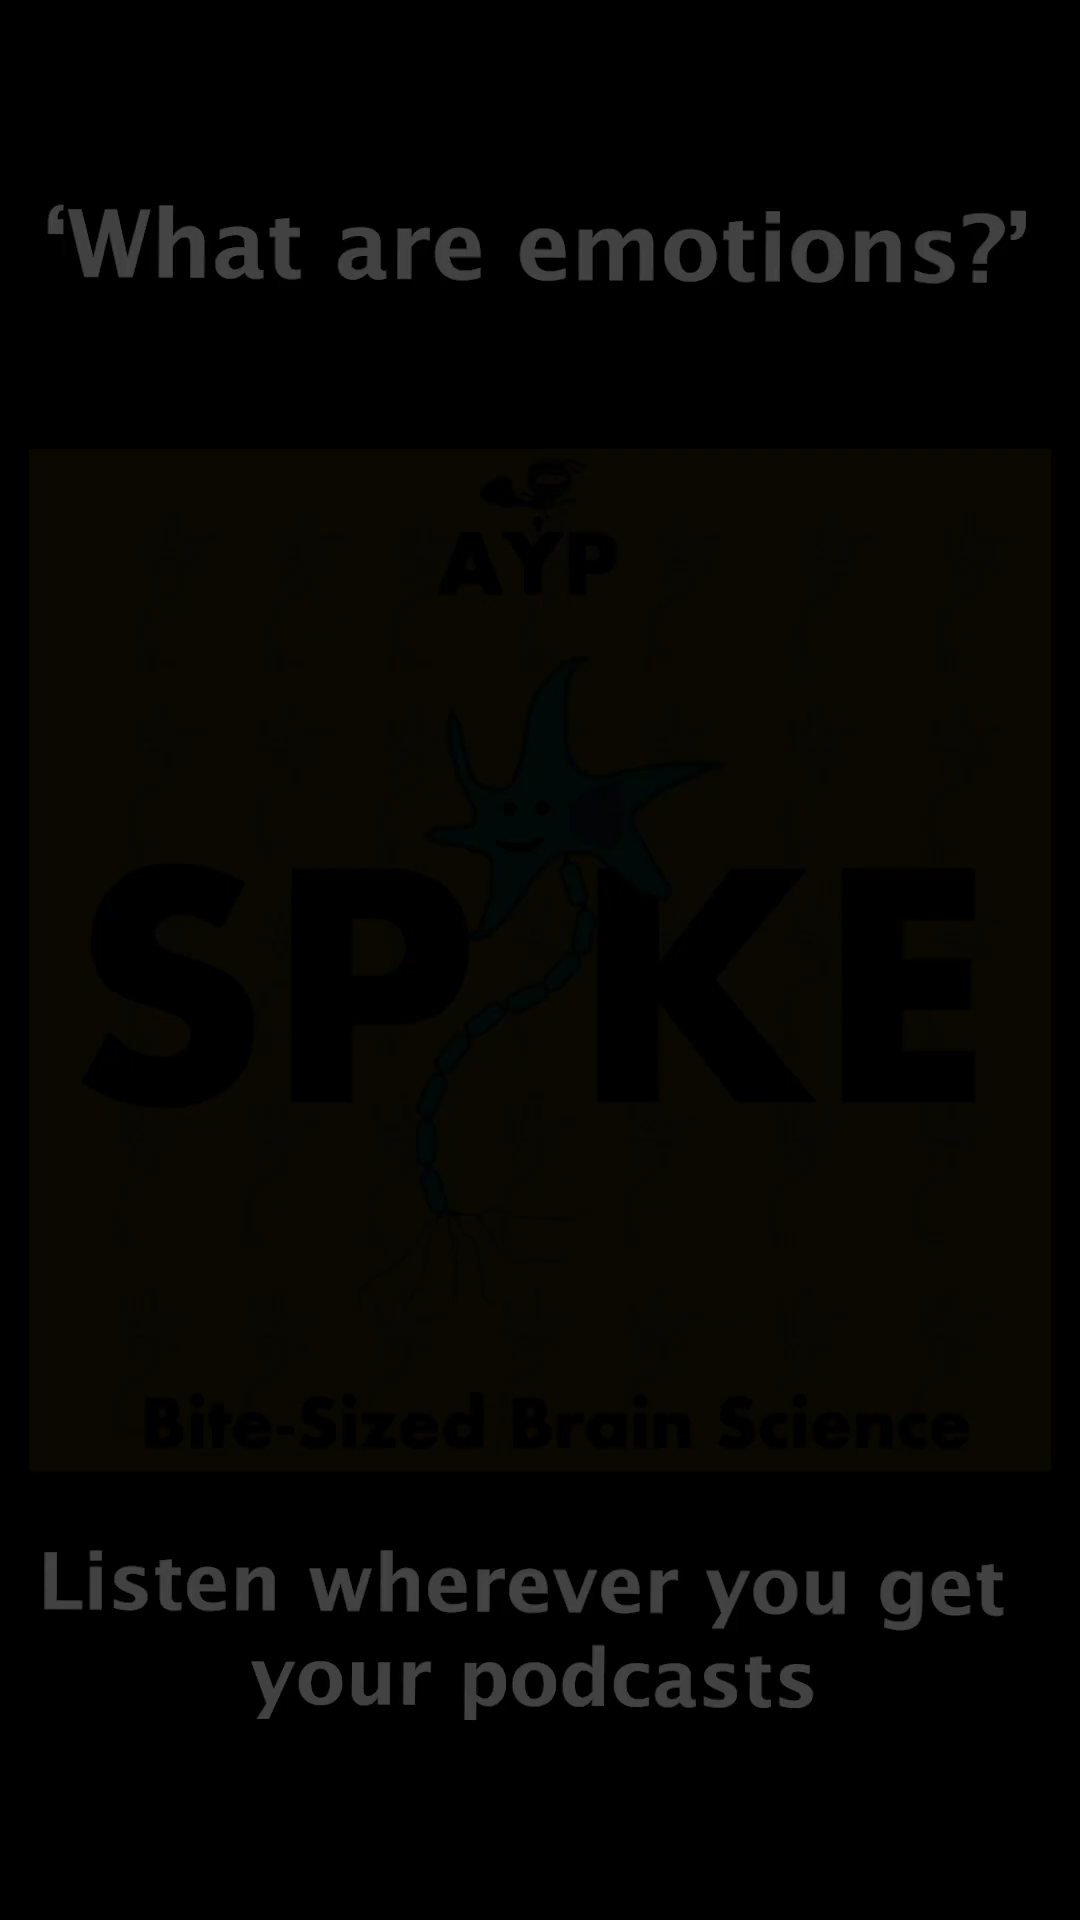 ‘What are emotions?’
AYP
SPIKE
Bite-Sized Brain Science
Listen wherever you get
your podcasts